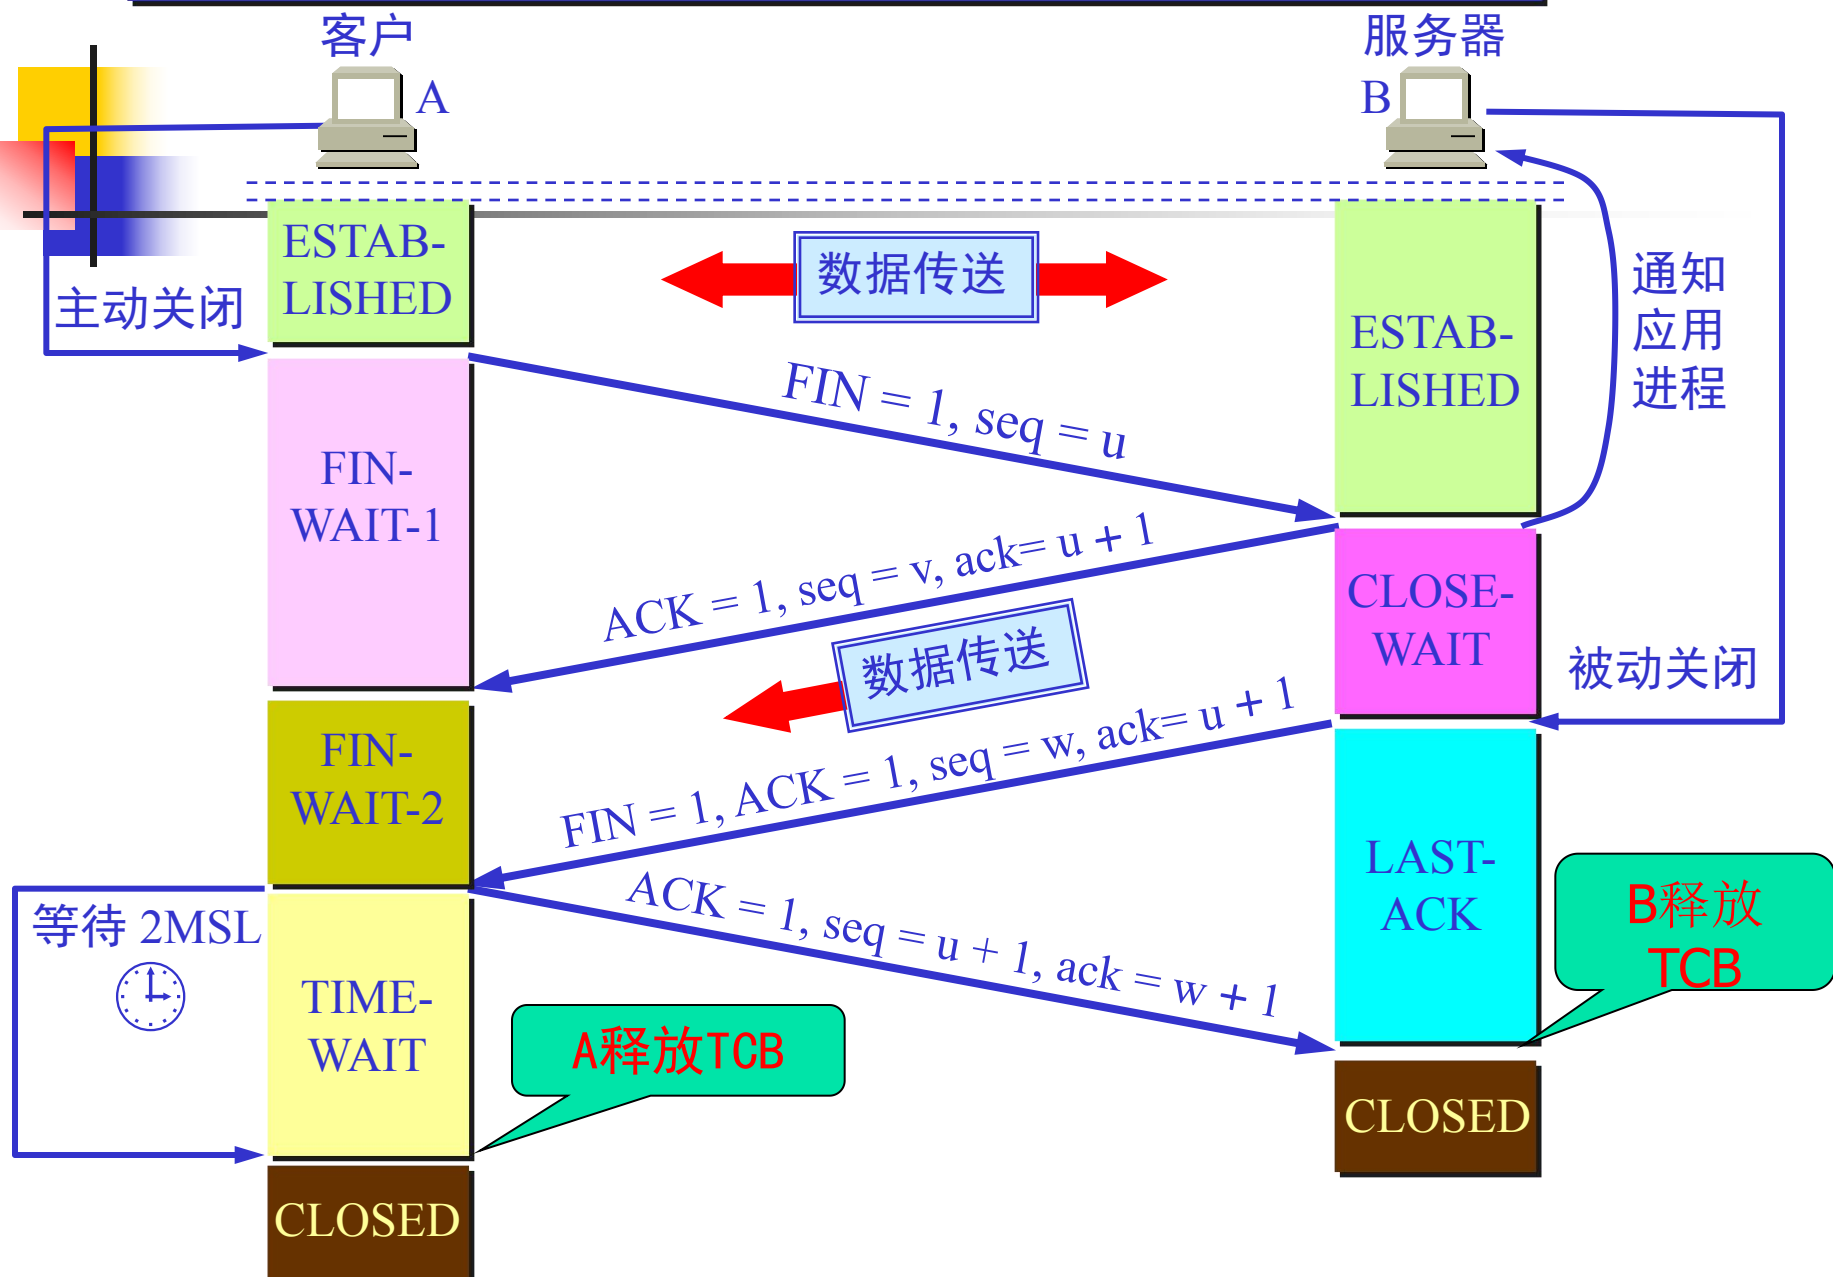 客户
服务器
A
B
ESTAB-
LISHED
数据传送
主动关闭
ESTAB-
LISHED
通知
应用
进程
FIN = 1, seq = u
FIN-
WAIT-1
ACK = 1, seq = v, ack= u + 1
CLOSE-
WAIT
数据传送
被动关闭
FIN = 1, ACK = 1, seq = w, ack= u + 1
FIN-
WAIT-2
LAST-
ACK
ACK = 1, seq = u + 1, ack = w + 1
等待 2MSL
B释放
TCB
TIME-
WAIT
A释放TCB
CLOSED
CLOSED